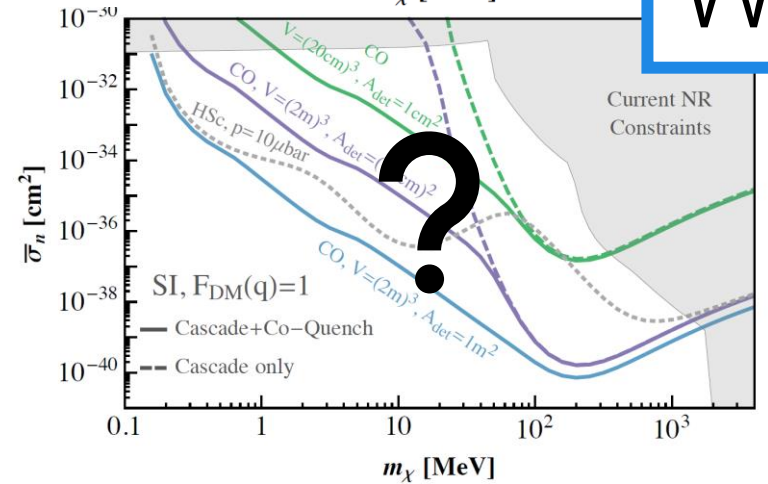 10⁻³⁰
10⁻³²
10⁻³⁴
10⁻³⁶
10⁻³⁸
10⁻⁴⁰
σ̅ₙ [cm²]
CO
V=(20cm)³, A_det=1cm²
CO, V=(2m)³, A_det=( cm)²
HSc, p=10μbar
CO, V=(2m)³, A_det=1m²
Current NR
Constraints
?
SI, F_DM(q)=1
Cascade+Co−Quench
Cascade only
0.1 1 10 10² 10³
m_χ [MeV]